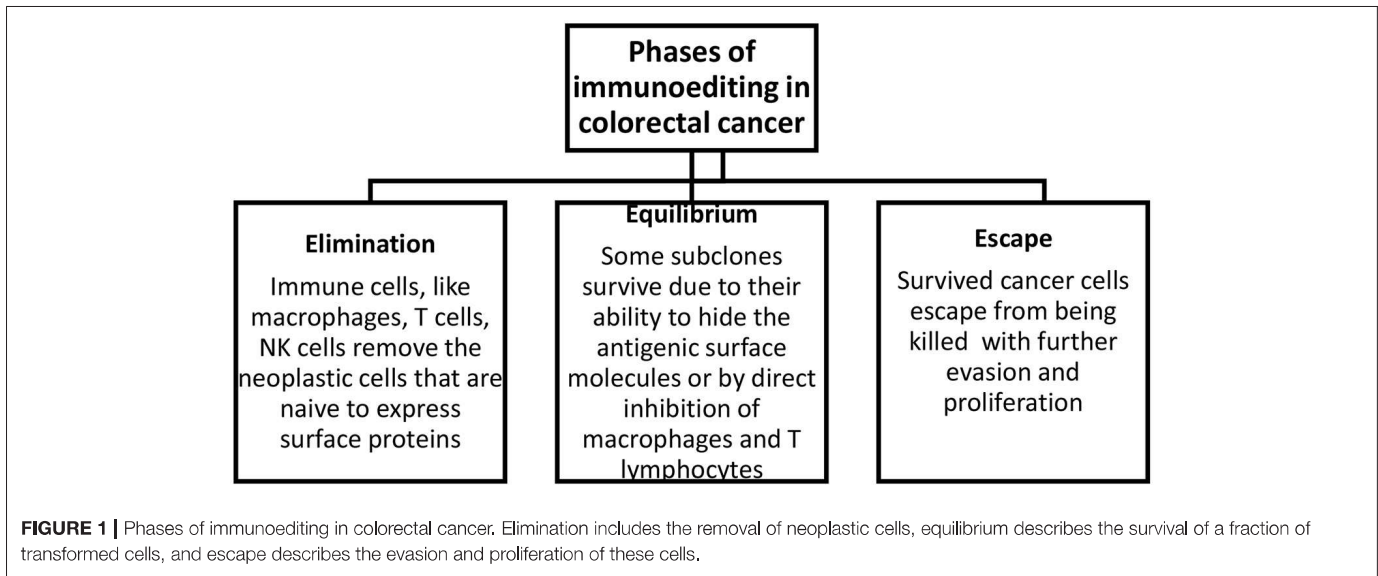 Phases of
immunoediting in
colorectal cancer
Elimination
Immune cells, like
macrophages, T cells,
NK cells remove the
neoplastic cells that are
naive to express
surface proteins
Equilibrium
Some subclones
survive due to their
ability to hide the
antigenic surface
molecules or by direct
inhibition of
macrophages and T
lymphocytes
Escape
Survived cancer cells
escape from being
killed with further
evasion and
proliferation
FIGURE 1 | Phases of immunoediting in colorectal cancer. Elimination includes the removal of neoplastic cells, equilibrium describes the survival of a fraction of
transformed cells, and escape describes the evasion and proliferation of these cells.